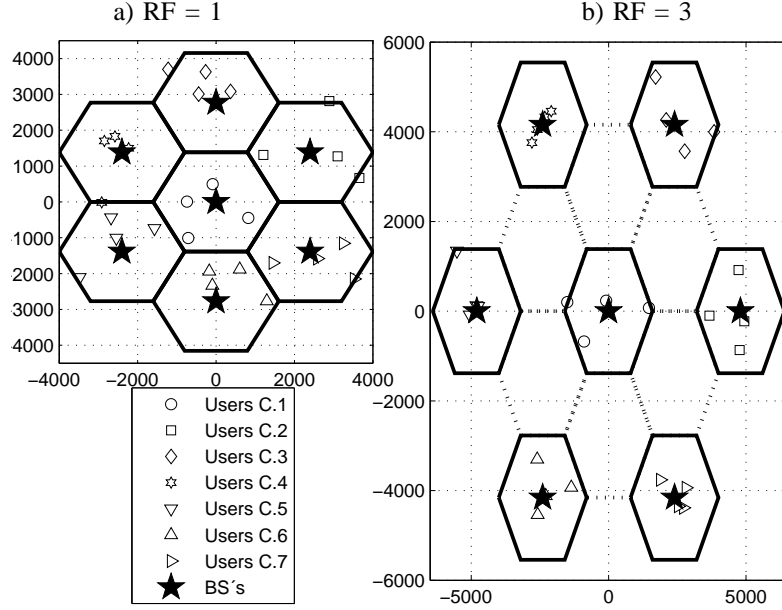 a) RF = 1
b) RF = 3
4000
3000
2000
1000
0
1000
2000
3000
4000
−4000 −2000 0 2000 4000
6000
4000
2000
0
−2000
−4000
−6000
−5000 0 5000
Users C.1
Users C.2
Users C.3
Users C.4
Users C.5
Users C.6
Users C.7
BS´s